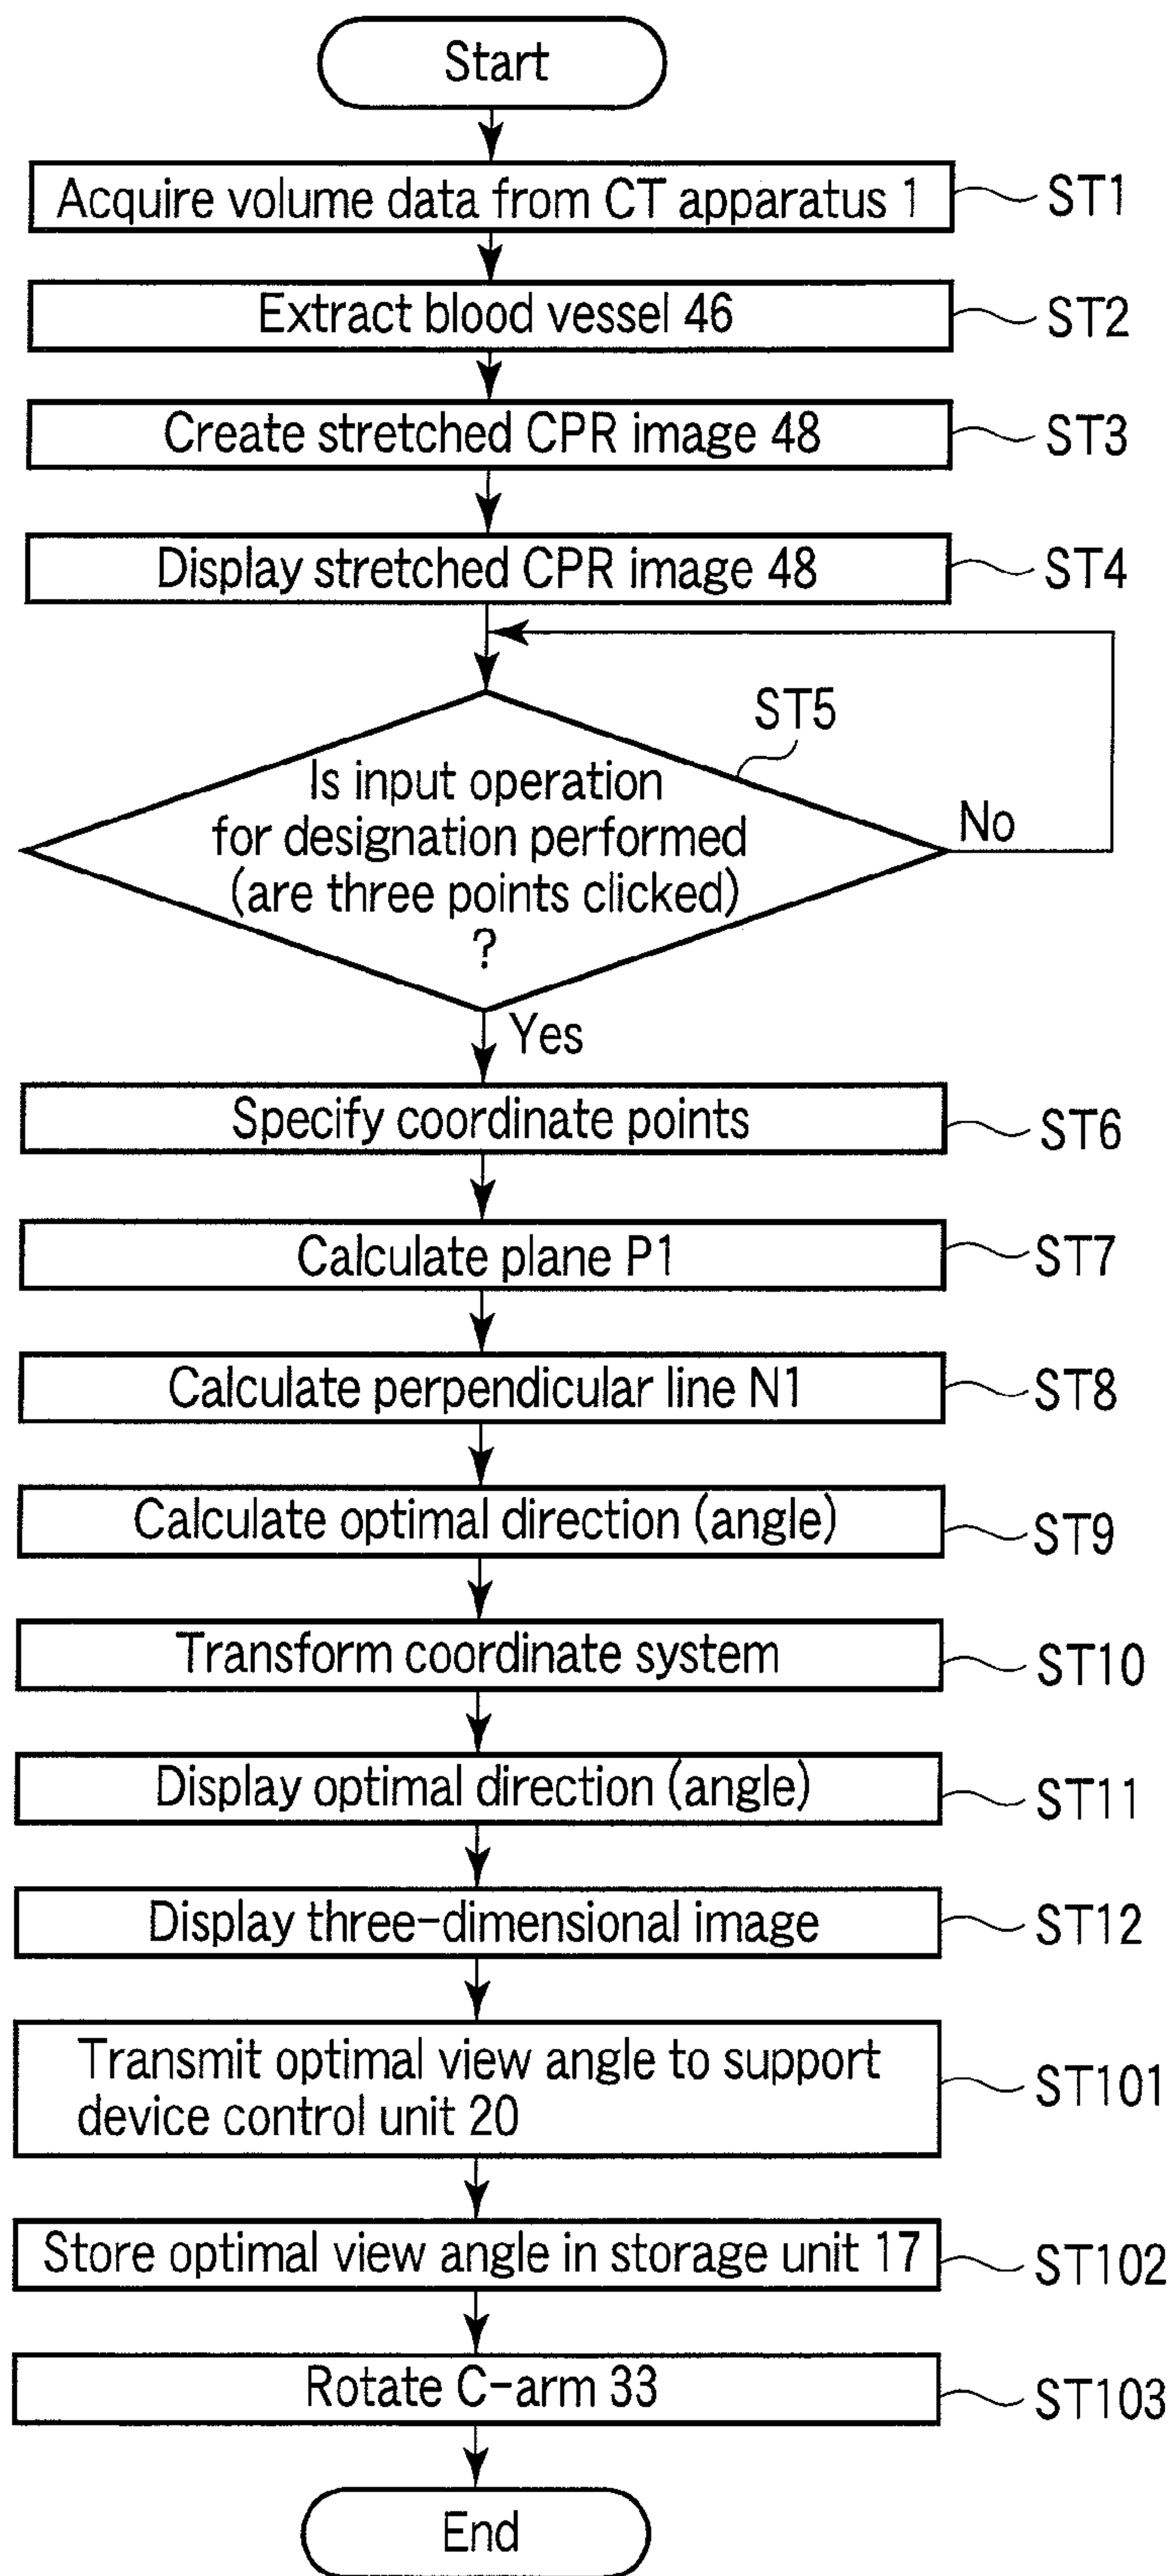 Start
Acquire volume data from CT apparatus 1
ST1
Extract blood vessel 46
ST2
Create stretched CPR image 48
ST3
Display stretched CPR image 48
ST4
ST5
Is input operation
for designation performed
(are three points clicked)
?
No
Yes
Specify coordinate points
ST6
Calculate plane P1
ST7
Calculate perpendicular line N1
ST8
Calculate optimal direction (angle)
ST9
Transform coordinate system
ST10
Display optimal direction (angle)
ST11
Display three-dimensional image
ST12
Transmit optimal view angle to support
device control unit 20
ST101
Store optimal view angle in storage unit 17
ST102
Rotate C-arm 33
ST103
End